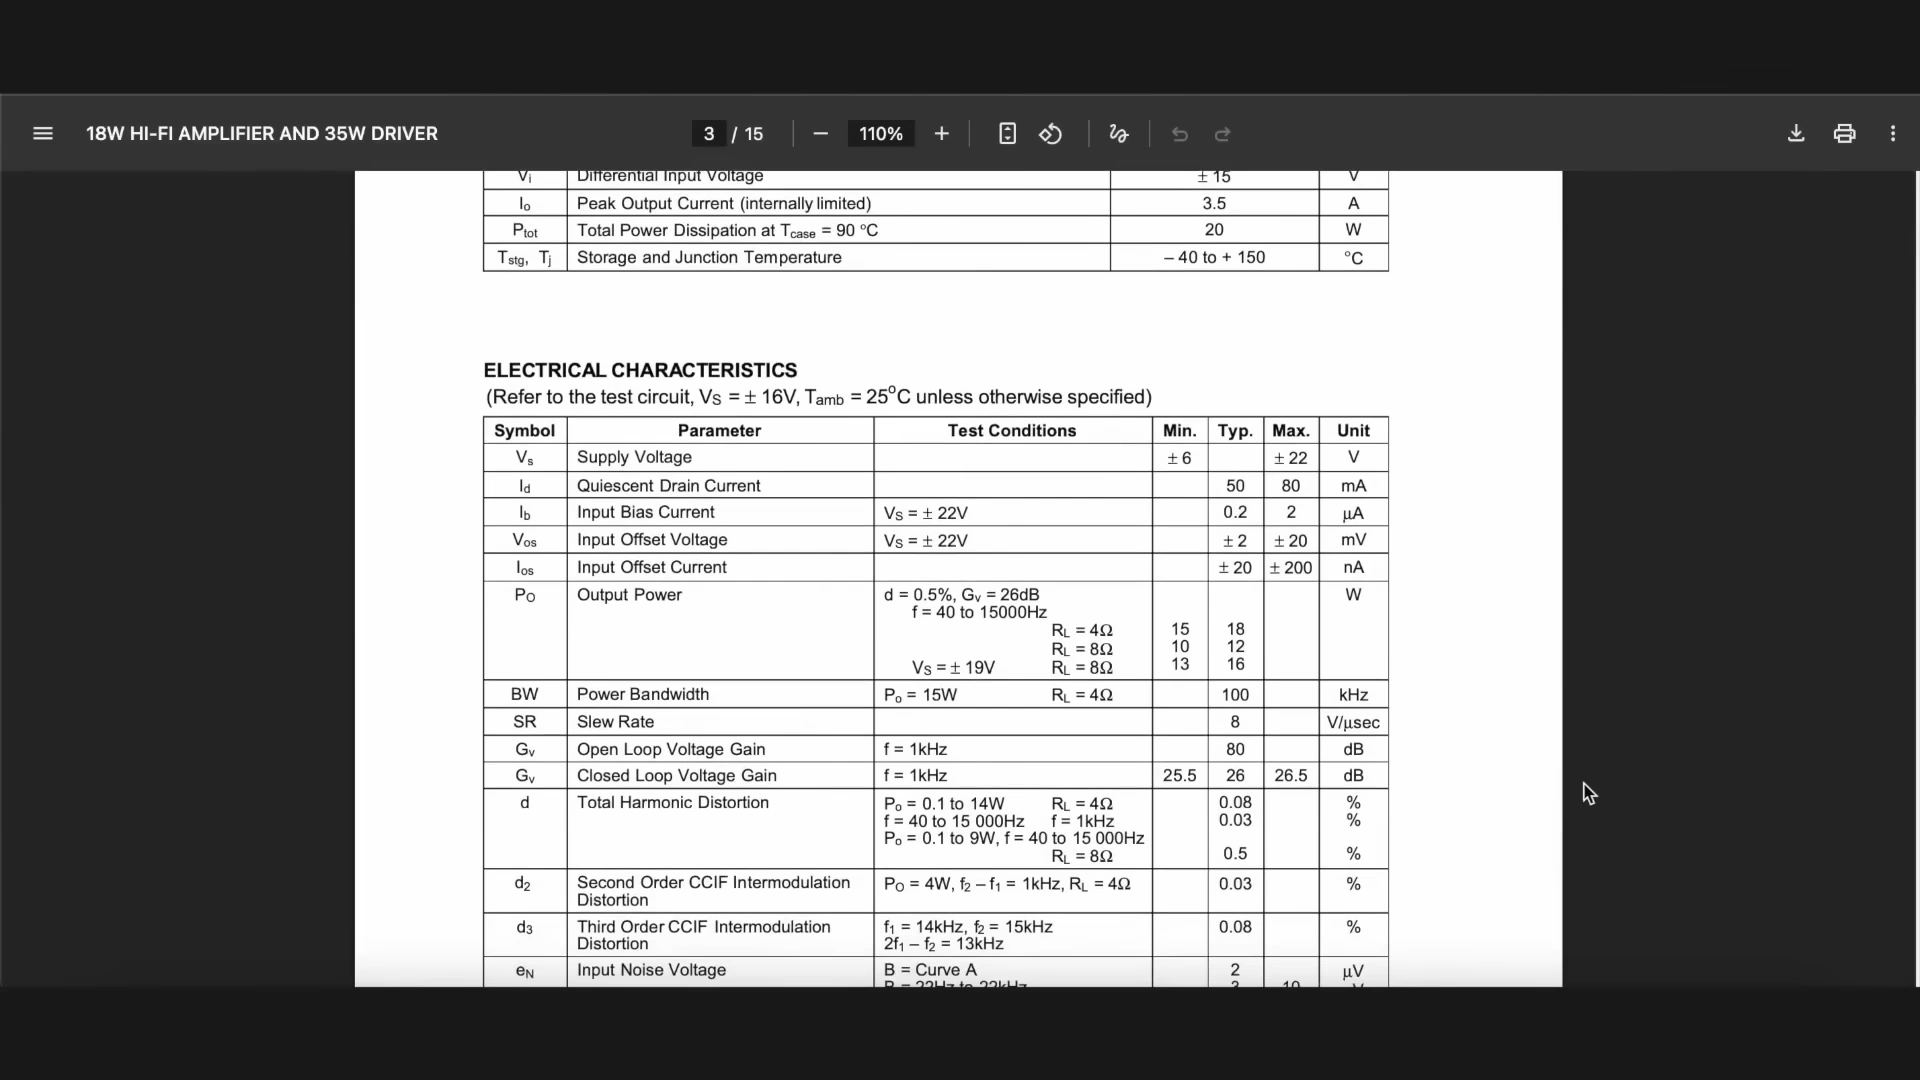 18W HI-FI AMPLIFIER AND 35W DRIVER 3 / 15 110%
Vi Differential Input Voltage ± 15 V
Io Peak Output Current (internally limited) 3.5 A
Ptot Total Power Dissipation at Tcase = 90 °C 20 W
Tstg, Tj Storage and Junction Temperature – 40 to + 150 °C
ELECTRICAL CHARACTERISTICS
(Refer to the test circuit, VS = ± 16V, Tamb = 25°C unless otherwise specified)
Symbol Parameter Test Conditions Min. Typ. Max. Unit
Vs Supply Voltage ± 6 ± 22 V
Id Quiescent Drain Current 50 80 mA
Ib Input Bias Current VS = ± 22V 0.2 2 μA
Vos Input Offset Voltage VS = ± 22V ± 2 ± 20 mV
Ios Input Offset Current ± 20 ± 200 nA
PO Output Power d = 0.5%, Gv = 26dB W
f = 40 to 15000Hz
RL = 4Ω 15 18
RL = 8Ω 10 12
VS = ± 19V RL = 8Ω 13 16
BW Power Bandwidth Po = 15W RL = 4Ω 100 kHz
SR Slew Rate 8 V/μsec
Gv Open Loop Voltage Gain f = 1kHz 80 dB
Gv Closed Loop Voltage Gain f = 1kHz 25.5 26 26.5 dB
d Total Harmonic Distortion Po = 0.1 to 14W RL = 4Ω 0.08 %
f = 40 to 15 000Hz f = 1kHz 0.03 %
Po = 0.1 to 9W, f = 40 to 15 000Hz
RL = 8Ω 0.5 %
d2 Second Order CCIF Intermodulation PO = 4W, f2 – f1 = 1kHz, RL = 4Ω 0.03 %
Distortion
d3 Third Order CCIF Intermodulation f1 = 14kHz, f2 = 15kHz 0.08 %
Distortion 2f1 – f2 = 13kHz
eN Input Noise Voltage B = Curve A 2 μV
B = 22Hz to 22kHz 3 10